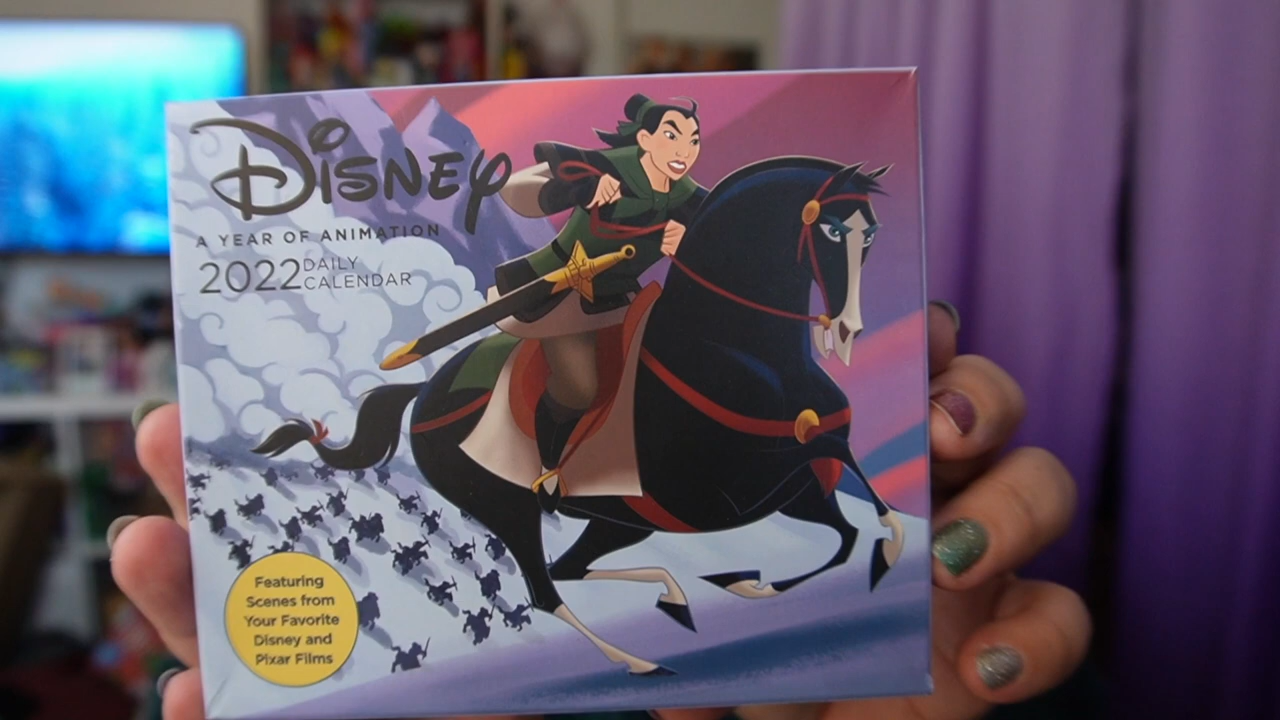 Disney
A YEAR OF ANIMATION
2022 DAILY
CALENDAR
Featuring
Scenes from
Your Favorite
Disney and
Pixar Films